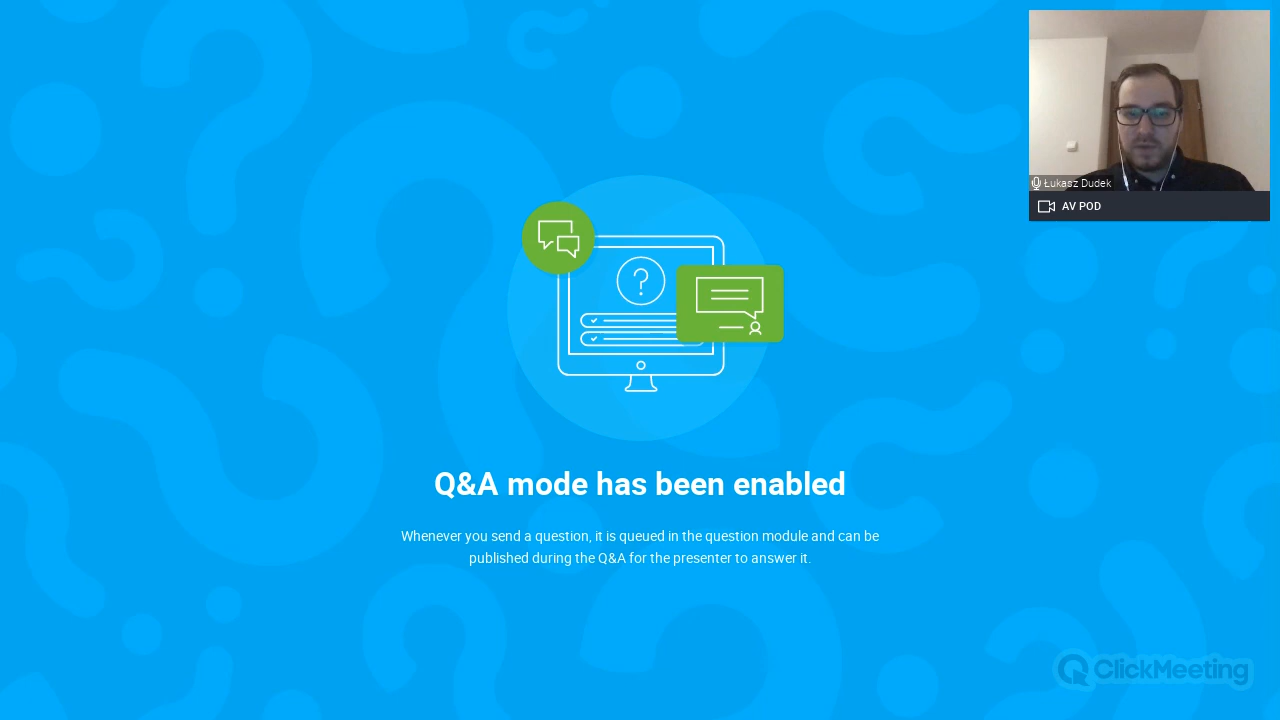 Łukasz Dudek
AV POD
Q&A mode has been enabled
Whenever you send a question, it is queued in the question module and can be
published during the Q&A for the presenter to answer it.
ClickMeeting